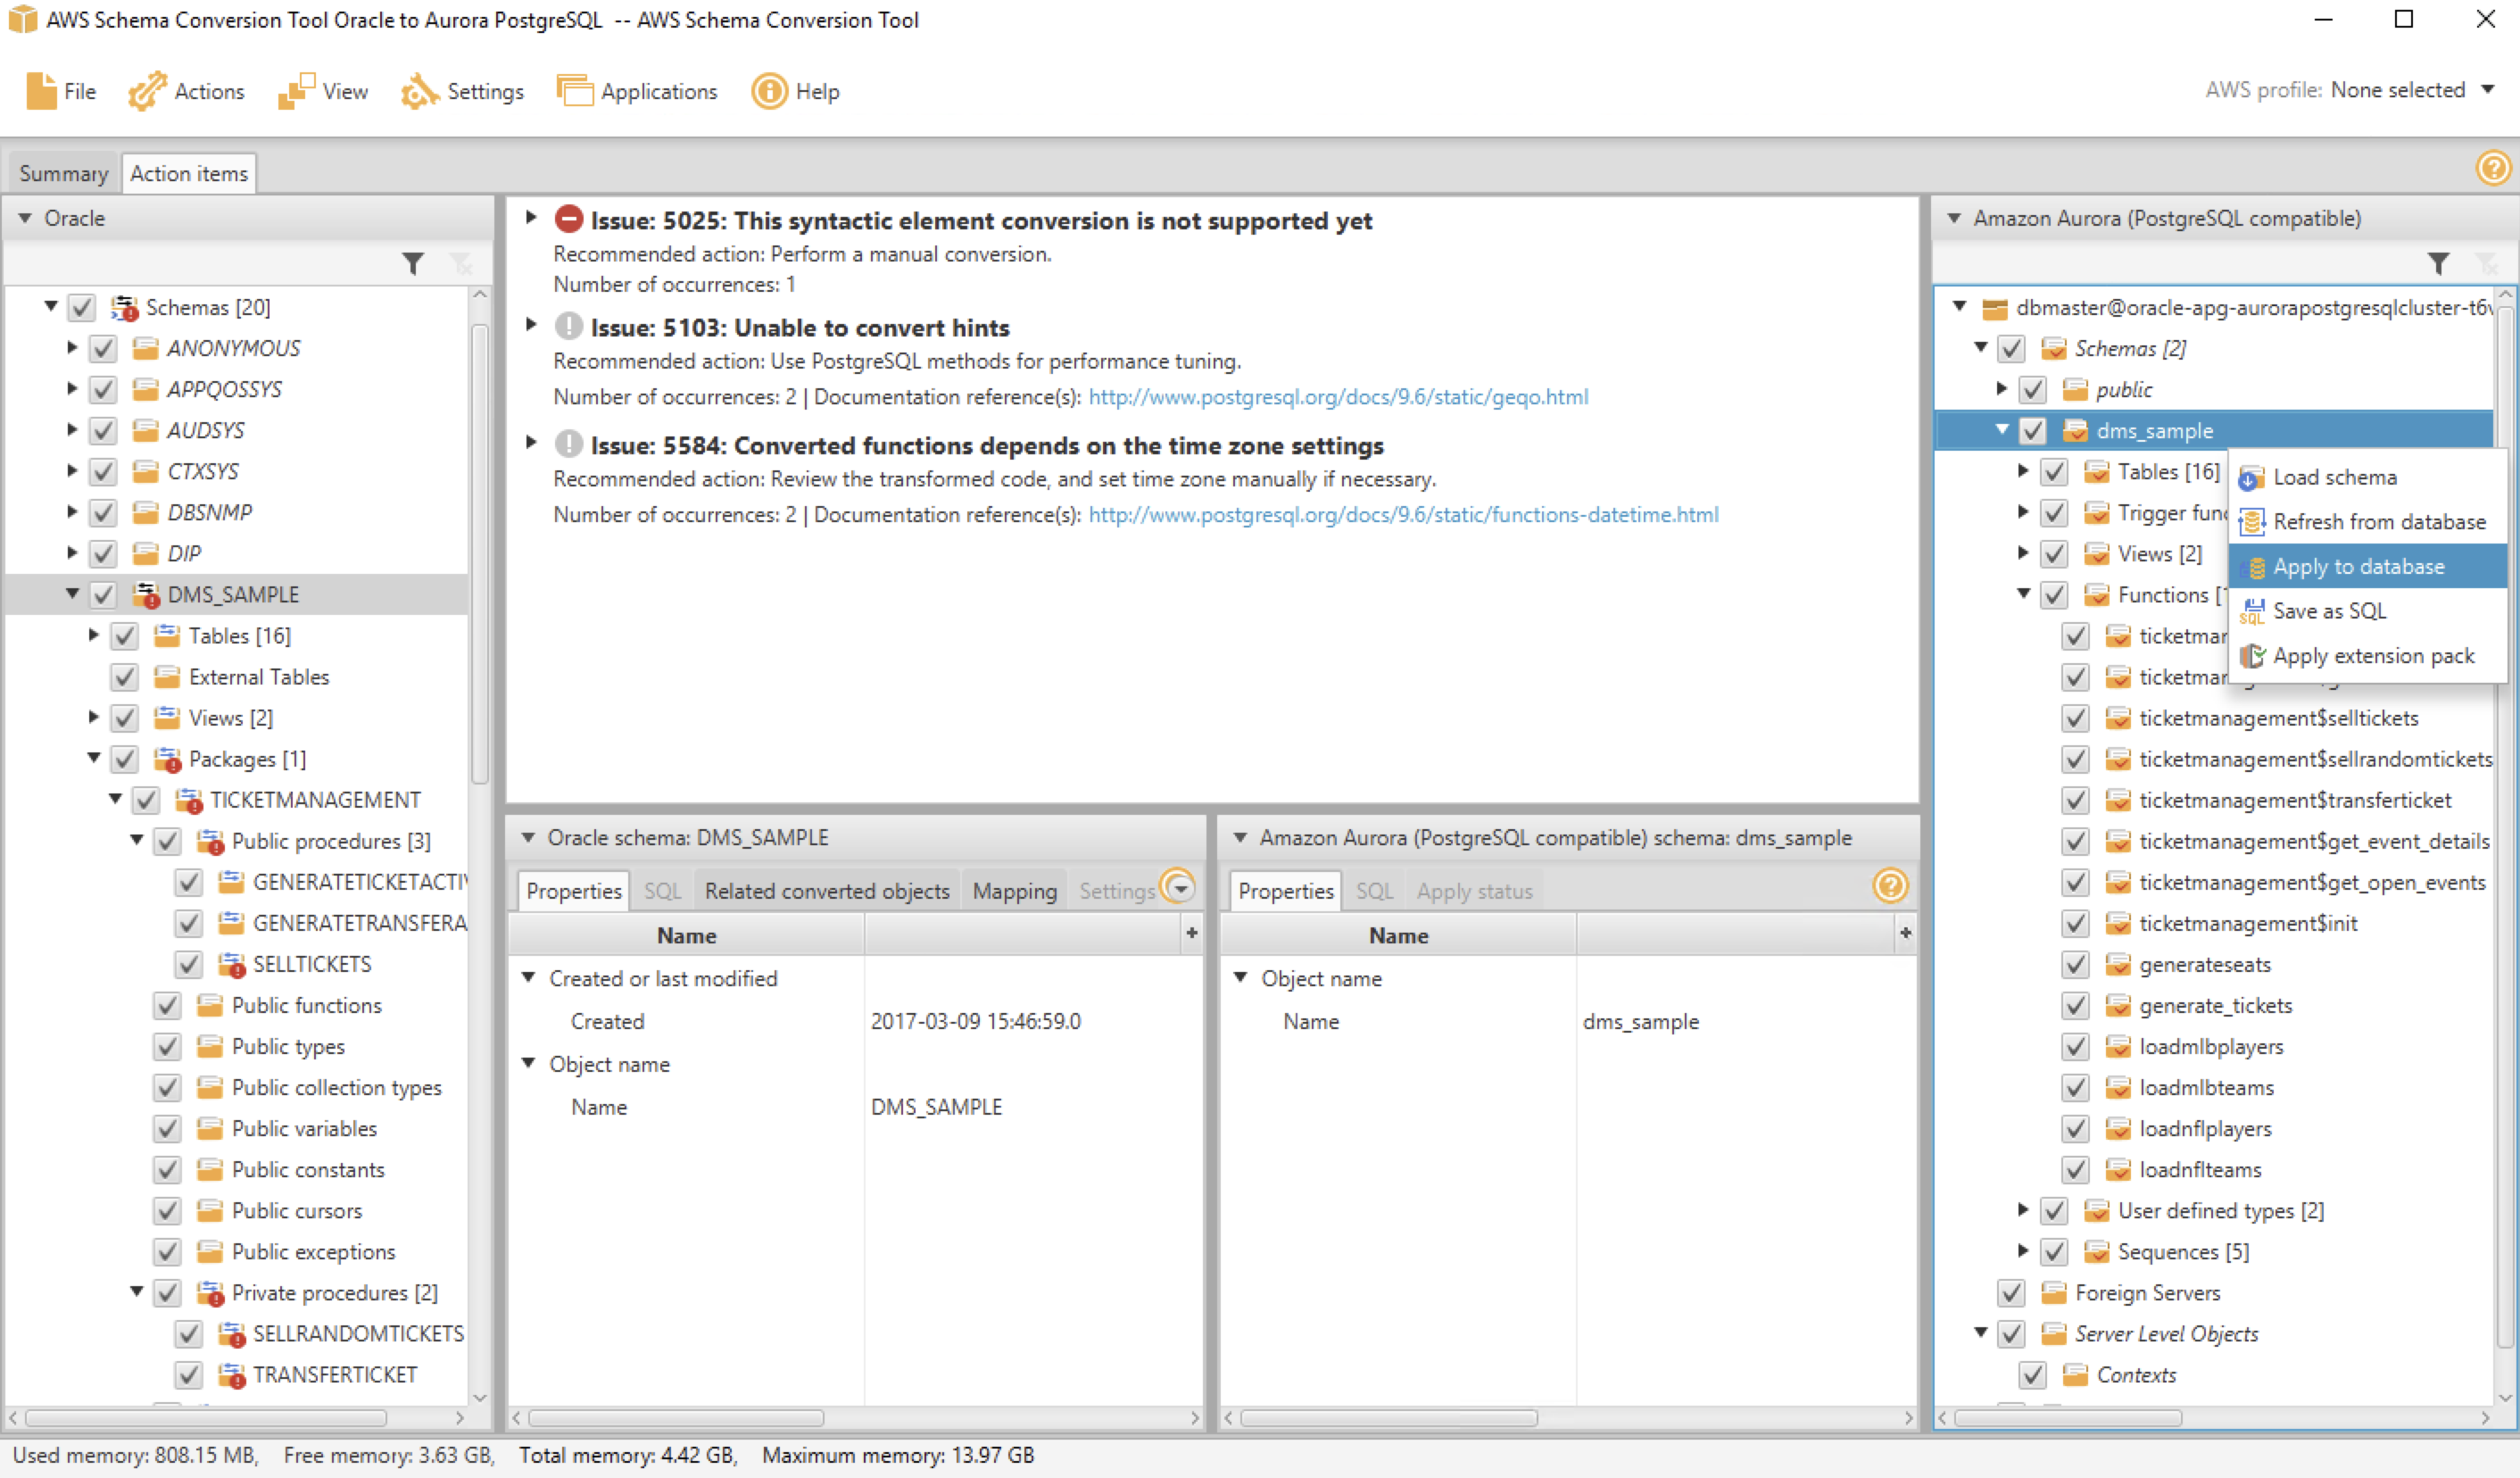 AWS Schema Conversion Tool Oracle to Aurora PostgreSQL -- AWS Schema Conversion Tool
File Actions View Settings Applications Help
AWS profile: None selected
Summary Action items
Oracle
Schemas [20]
ANONYMOUS
APPQOSSYS
AUDSYS
CTXSYS
DBSNMP
DIP
DMS_SAMPLE
Tables [16]
External Tables
Views [2]
Packages [1]
TICKETMANAGEMENT
Public procedures [3]
GENERATETICKETACTIV
GENERATETRANSFERA
SELLTICKETS
Public functions
Public types
Public collection types
Public variables
Public constants
Public cursors
Public exceptions
Private procedures [2]
SELLRANDOMTICKETS
TRANSFERTICKET
Issue: 5025: This syntactic element conversion is not supported yet
Recommended action: Perform a manual conversion.
Number of occurrences: 1
Issue: 5103: Unable to convert hints
Recommended action: Use PostgreSQL methods for performance tuning.
Number of occurrences: 2 | Documentation reference(s): http://www.postgresql.org/docs/9.6/static/geqo.html
Issue: 5584: Converted functions depends on the time zone settings
Recommended action: Review the transformed code, and set time zone manually if necessary.
Number of occurrences: 2 | Documentation reference(s): http://www.postgresql.org/docs/9.6/static/functions-datetime.html
Oracle schema: DMS_SAMPLE
Properties SQL Related converted objects Mapping Settings
Name +
Created or last modified
Created 2017-03-09 15:46:59.0
Object name
Name DMS_SAMPLE
Amazon Aurora (PostgreSQL compatible) schema: dms_sample
Properties SQL Apply status
Name +
Object name
Name dms_sample
Amazon Aurora (PostgreSQL compatible)
dbmaster@oracle-apg-aurorapostgresqlcluster-t6v
Schemas [2]
public
dms_sample
Tables [16]
Trigger func
Views [2]
Functions [1
ticketmar
ticketmar
ticketmanagement$selltickets
ticketmanagement$sellrandomtickets
ticketmanagement$transferticket
ticketmanagement$get_event_details
ticketmanagement$get_open_events
ticketmanagement$init
generateseats
generate_tickets
loadmlbplayers
loadmlbteams
loadnflplayers
loadnflteams
User defined types [2]
Sequences [5]
Foreign Servers
Server Level Objects
Contexts
Load schema
Refresh from database
Apply to database
SQL Save as SQL
Apply extension pack
Used memory: 808.15 MB, Free memory: 3.63 GB, Total memory: 4.42 GB, Maximum memory: 13.97 GB